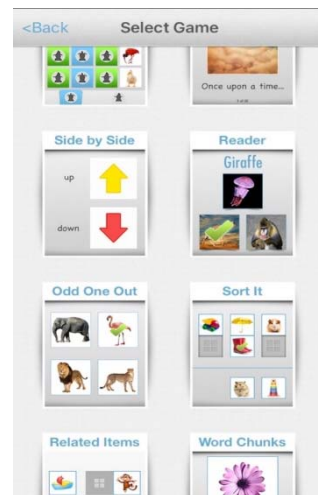 <Back Select Game
Once upon a time...
Side by Side
up
down
Reader
Giraffe
Odd One Out
Sort It
Related Items
Word Chunks